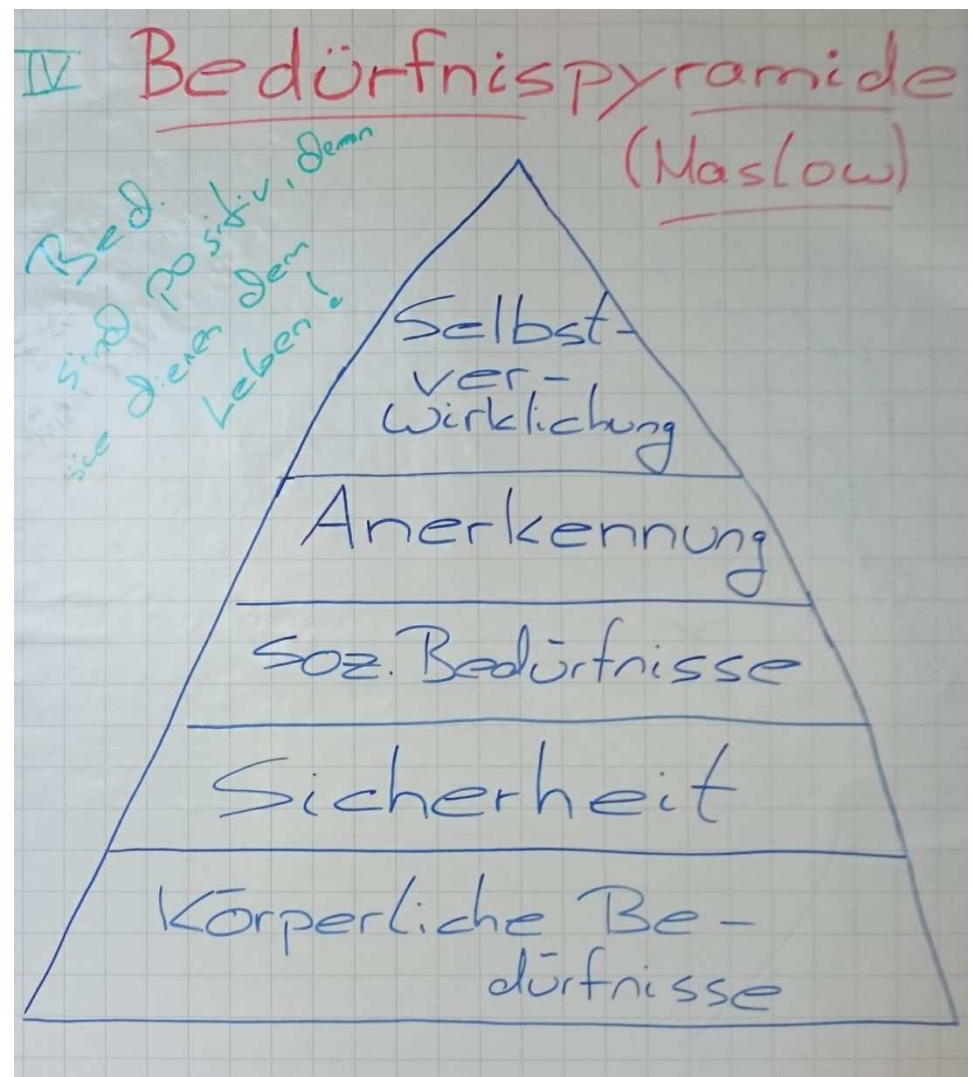 IV Bedürfnispyramide
(Maslow)
Bed.
sind positiv, denn
sie dienen dem
Leben!
Selbst-
ver-
wirklichung
Anerkennung
Soz. Bedürfnisse
Sicherheit
Körperliche Be-
dürfnisse